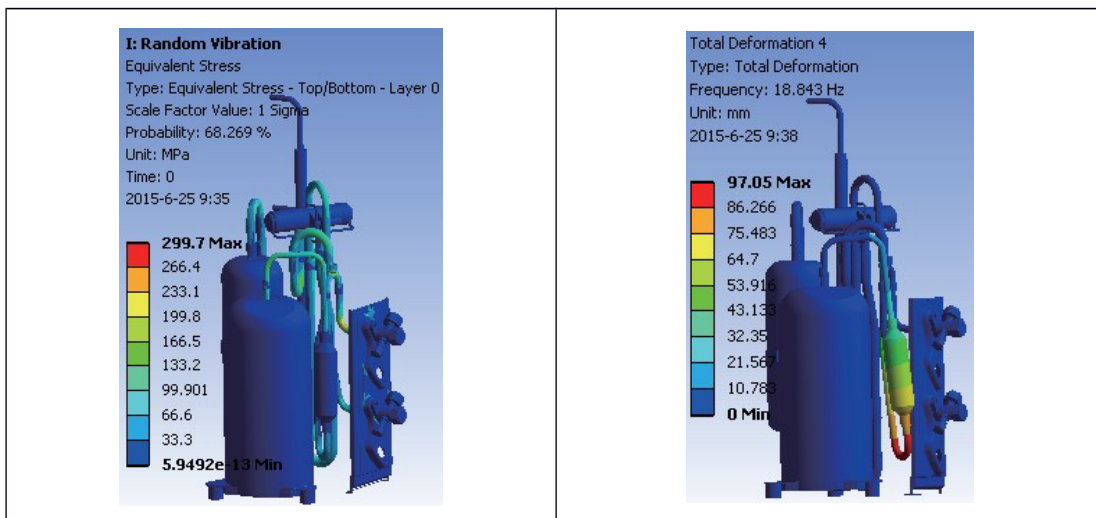 I: Random Vibration
Equivalent Stress
Type: Equivalent Stress - Top/Bottom - Layer 0
Scale Factor Value: 1 Sigma
Probability: 68.269 %
Unit: MPa
Time: 0
2015-6-25 9:35
299.7 Max
266.4
233.1
199.8
166.5
133.2
99.901
66.6
33.3
5.9492e-13 Min
Total Deformation 4
Type: Total Deformation
Frequency: 18.843 Hz
Unit: mm
2015-6-25 9:38
97.05 Max
86.266
75.483
64.7
53.916
43.133
32.35
21.567
10.783
0 Min